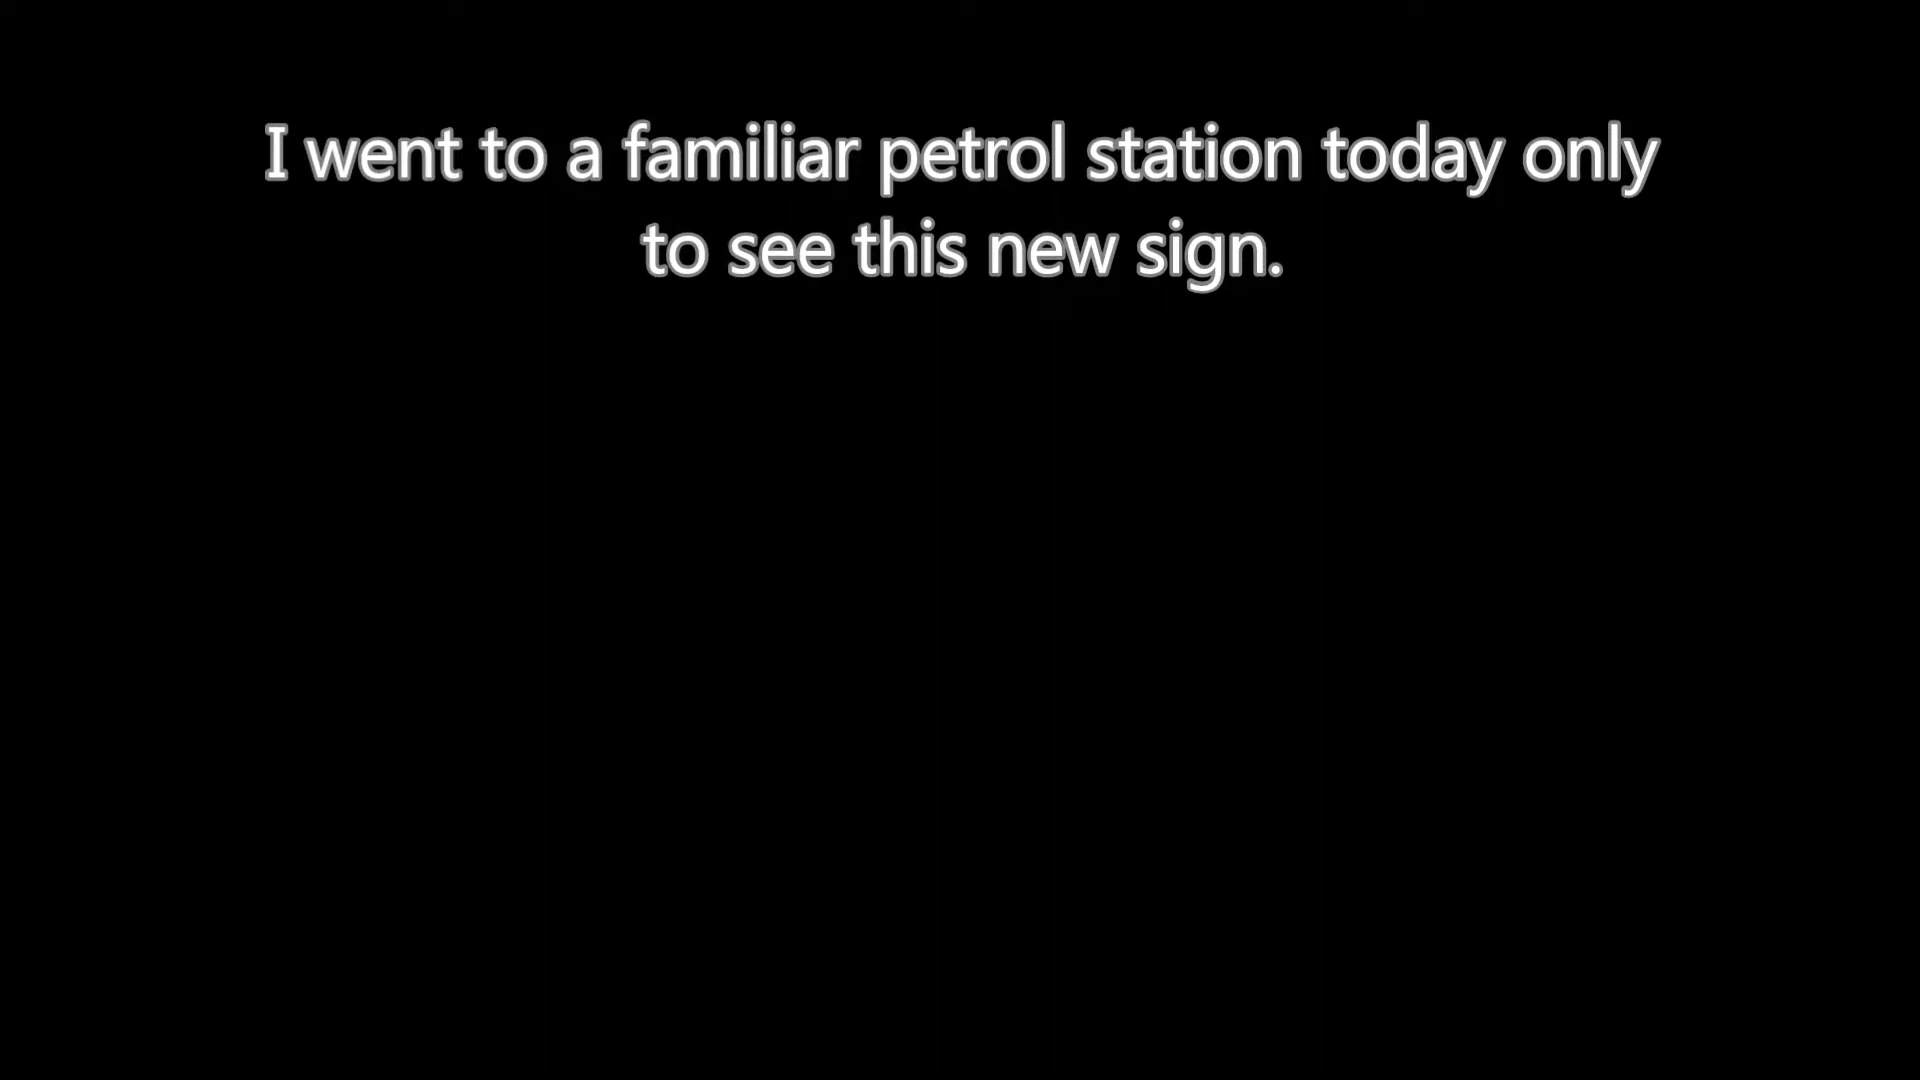 I went to a familiar petrol station today only
to see this new sign.